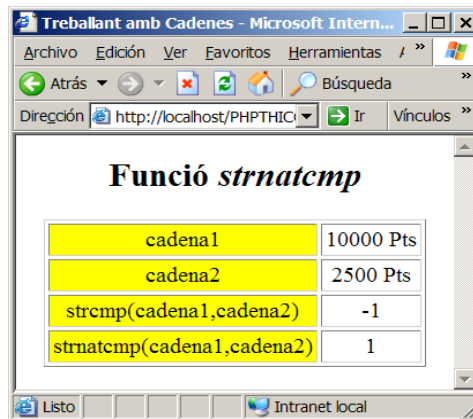 Treballant amb Cadenes - Microsoft Intern...
Archivo Edición Ver Favoritos Herramientas »
Atrás Búsqueda »
Dirección http://localhost/PHPTHI Ir Vínculos »
Funció strnatcmp
cadena1 10000 Pts
cadena2 2500 Pts
strcmp(cadena1,cadena2) -1
strnatcmp(cadena1,cadena2) 1
Listo Intranet local